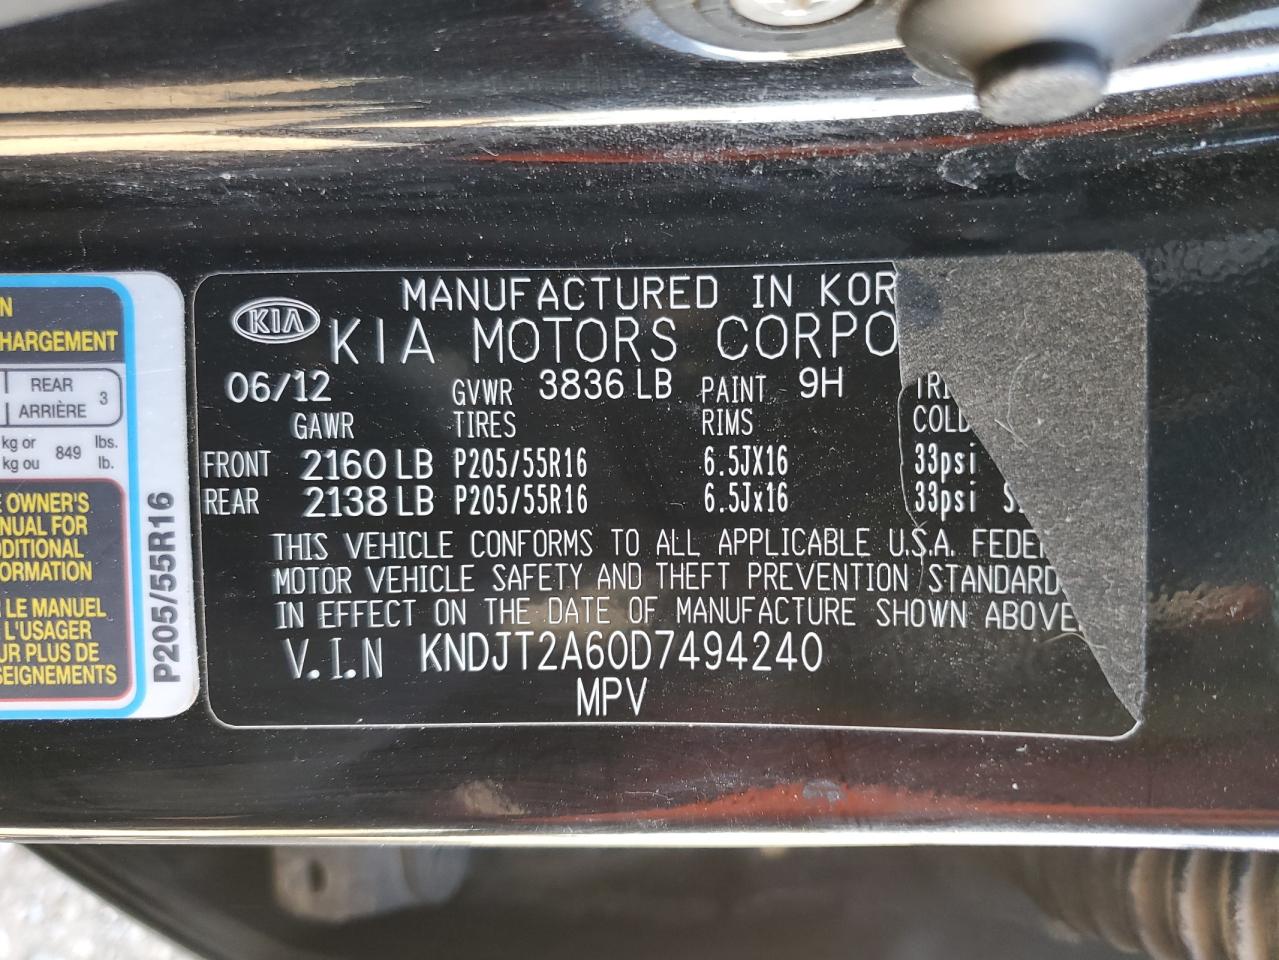 N
HARGEMENT
REAR
ARRIÈRE 3
kg or
kg ou 849 lbs.
lb.
E OWNER'S
NUAL FOR
DDITIONAL
ORMATION
R LE MANUEL
L'USAGER
UR PLUS DE
SEIGNEMENTS
P205/55R16
MANUFACTURED IN KOR
KIA KIA MOTORS CORPO
06/12 GVWR 3836 LB PAINT 9H TRI
GAWR TIRES RIMS COLD
FRONT 2160 LB P205/55R16 6.5JX16 33psi
REAR 2138 LB P205/55R16 6.5Jx16 33psi S
THIS VEHICLE CONFORMS TO ALL APPLICABLE U.S.A. FEDE
MOTOR VEHICLE SAFETY AND THEFT PREVENTION STANDARD
IN EFFECT ON THE DATE OF MANUFACTURE SHOWN ABOVE
V.I.N KNDJT2A60D7494240
MPV